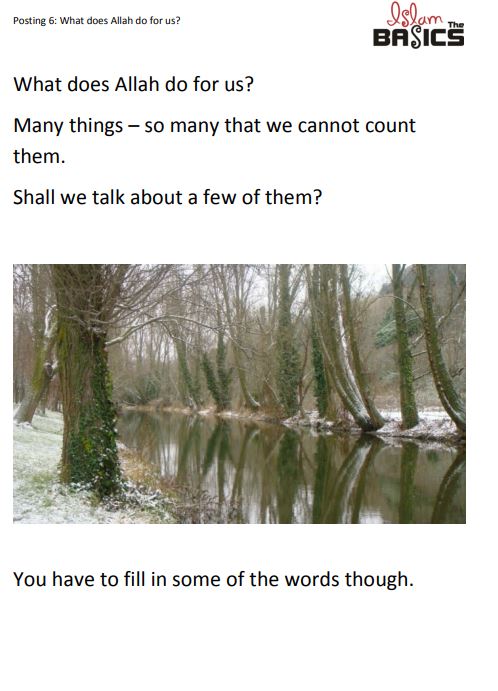 Posting 6: What does Allah do for us?
Islam The
BASICS
What does Allah do for us?
Many things – so many that we cannot count
them.
Shall we talk about a few of them?
You have to fill in some of the words though.